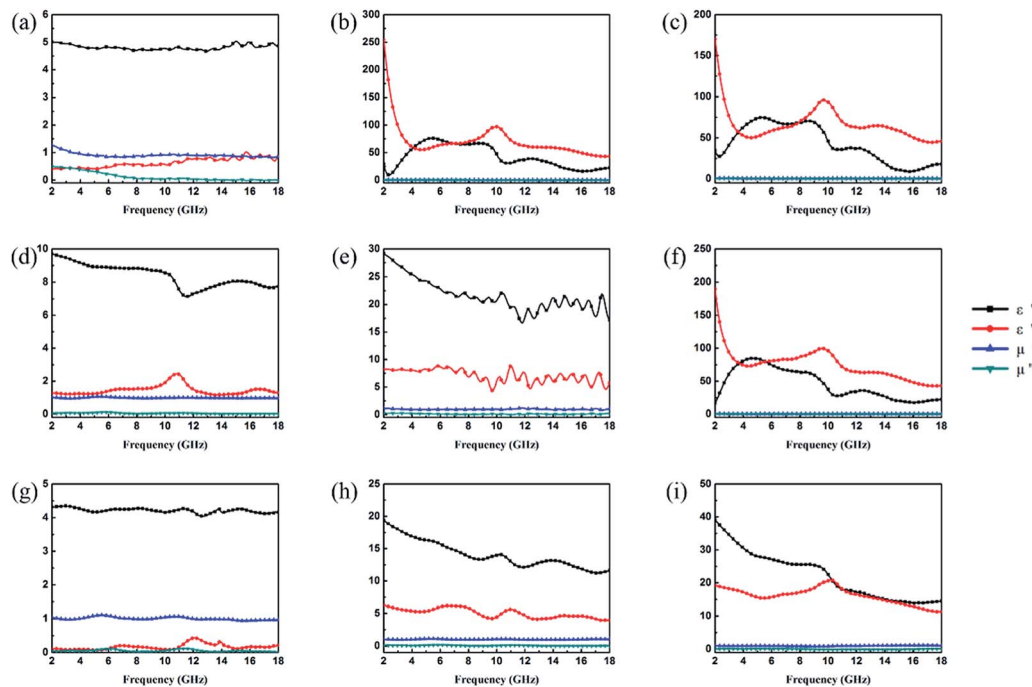 (a)
6
5
4
3
2
1
0
2 4 6 8 10 12 14 16 18
Frequency (GHz)
(b)
300
250
200
150
100
50
0
2 4 6 8 10 12 14 16 18
Frequency (GHz)
(c)
200
150
100
50
0
2 4 6 8 10 12 14 16 18
Frequency (GHz)
(d)
10
8
6
4
2
0
2 4 6 8 10 12 14 16 18
Frequency (GHz)
(e)
30
25
20
15
10
5
0
2 4 6 8 10 12 14 16 18
Frequency (GHz)
(f)
250
200
150
100
50
0
2 4 6 8 10 12 14 16 18
Frequency (GHz)
ε '
ε '
μ
μ "
(g)
5
4
3
2
1
0
2 4 6 8 10 12 14 16 18
Frequency (GHz)
(h)
25
20
15
10
5
0
2 4 6 8 10 12 14 16 18
Frequency (GHz)
(i)
50
40
30
20
10
0
2 4 6 8 10 12 14 16 18
Frequency (GHz)